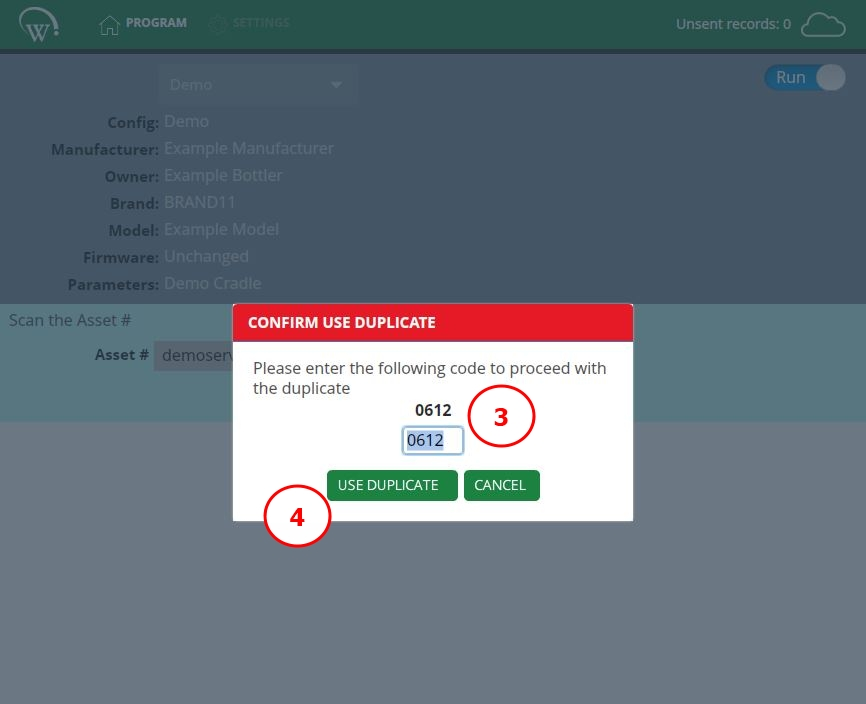 W
PROGRAM
SETTINGS
Unsent records: 0
Demo
Run
Config: Demo
Manufacturer: Example Manufacturer
Owner: Example Bottler
Brand: BRAND11
Model: Example Model
Firmware: Unchanged
Parameters: Demo Cradle
Scan the Asset #
Asset # demoserv
CONFIRM USE DUPLICATE
Please enter the following code to proceed with
the duplicate
0612
3
0612
USE DUPLICATE
CANCEL
4